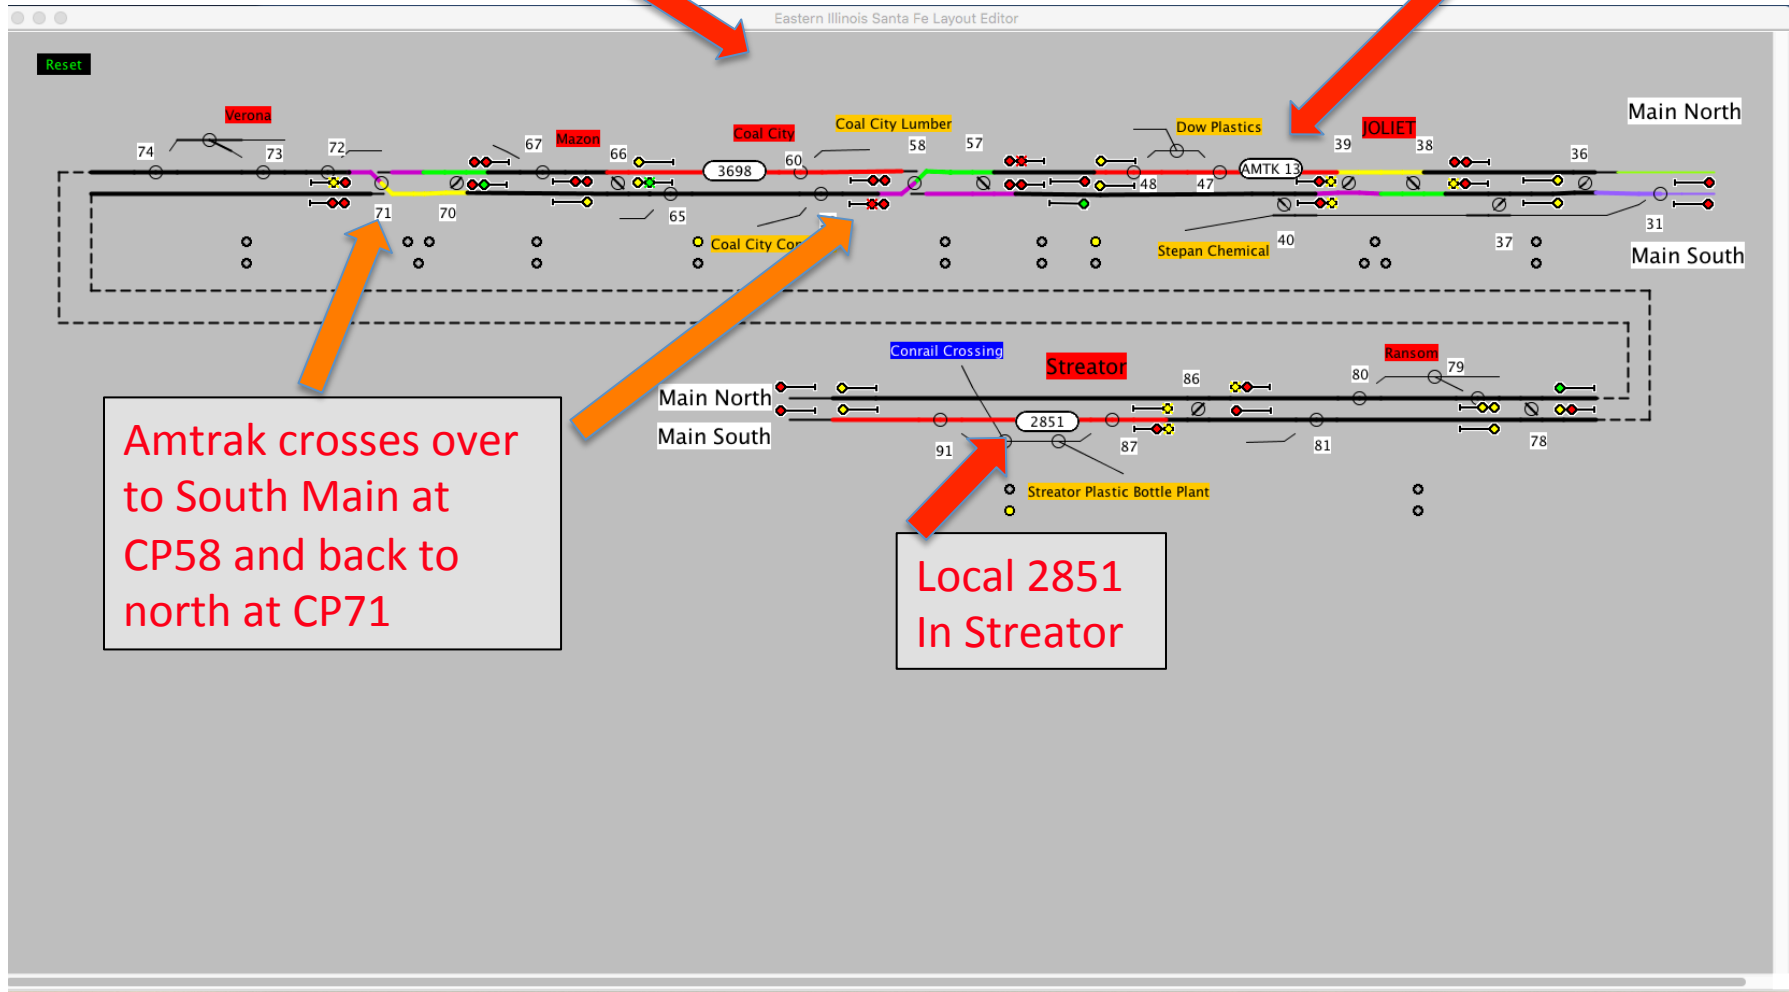 Eastern Illinois Santa Fe Layout Editor
Reset
Verona
Mazon
Coal City
Coal City Lumber
Dow Plastics
JOLIET
Main North
74
73
72
67
66
60
58
57
48
47
39
38
36
3698
AMTK 13
71
70
65
40
37
31
Coal City Con
Stepan Chemical
Main South
Conrail Crossing
Streator
Ransom
86
80
79
Main North
2851
Main South
91
87
81
78
Streator Plastic Bottle Plant
Amtrak crosses over
to South Main at
CP58 and back to
north at CP71
Local 2851
In Streator